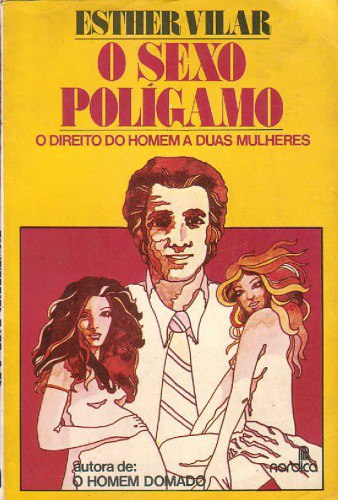 ESTHER VILAR
O SEXO
POLÍGAMO
O DIREITO DO HOMEM A DUAS MULHERES
autora de:
O HOMEM DOMADO
nórdica